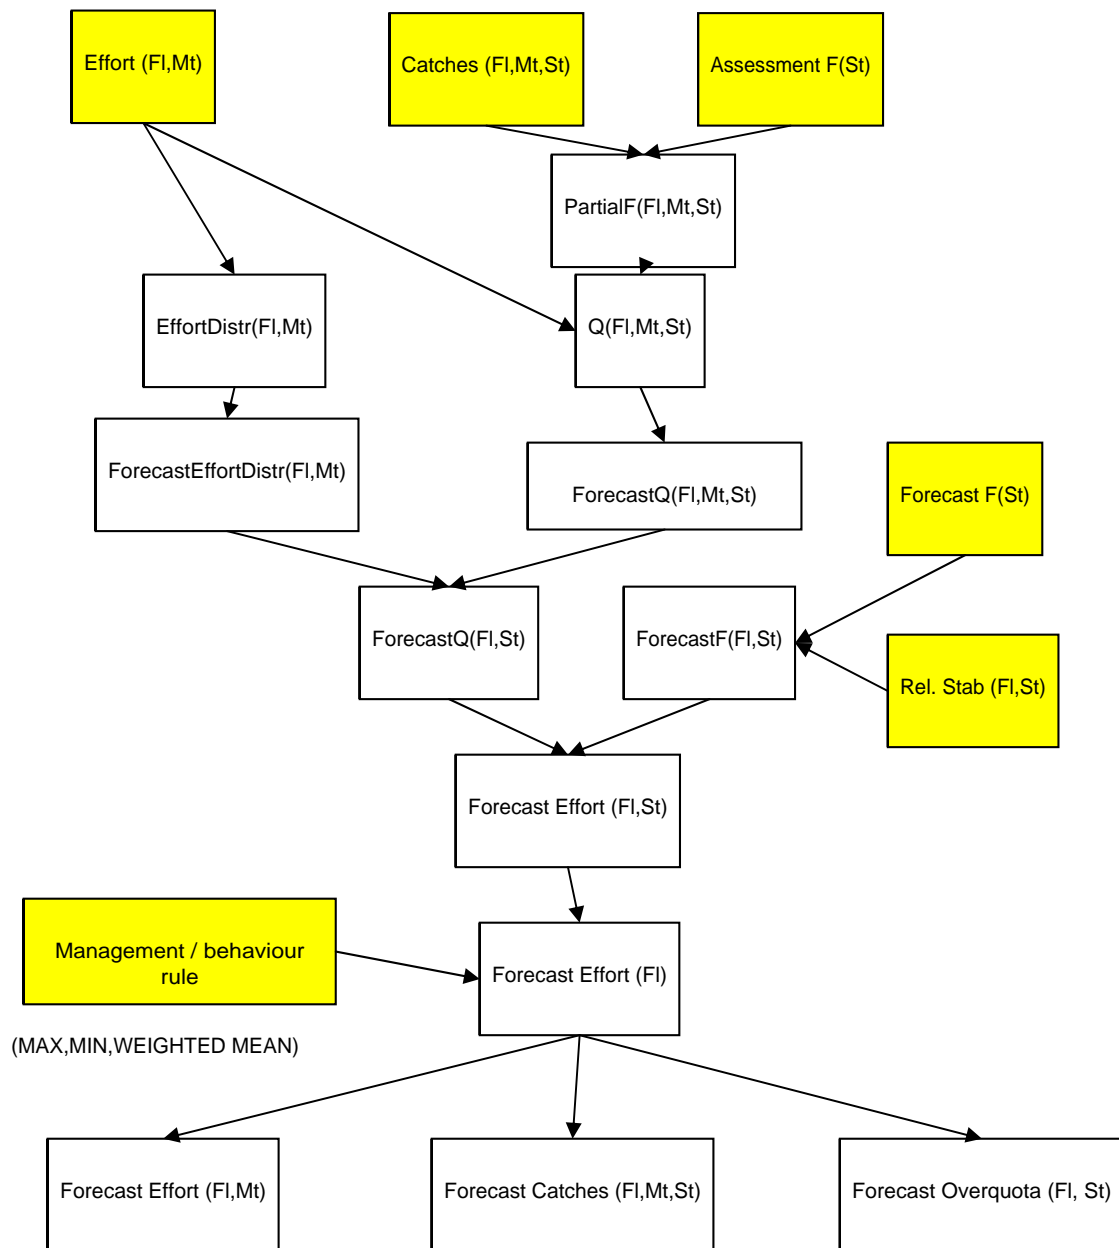 Effort (Fl,Mt)
Catches (Fl,Mt,St)
Assessment F(St)
PartialF(Fl,Mt,St)
EffortDistr(Fl,Mt)
Q(Fl,Mt,St)
ForecastEffortDistr(Fl,Mt)
ForecastQ(Fl,Mt,St)
Forecast F(St)
ForecastQ(Fl,St)
ForecastF(Fl,St)
Rel. Stab (Fl,St)
Forecast Effort (Fl,St)
Management / behaviour
rule
Forecast Effort (Fl)
(MAX,MIN,WEIGHTED MEAN)
Forecast Effort (Fl,Mt)
Forecast Catches (Fl,Mt,St)
Forecast Overquota (Fl, St)